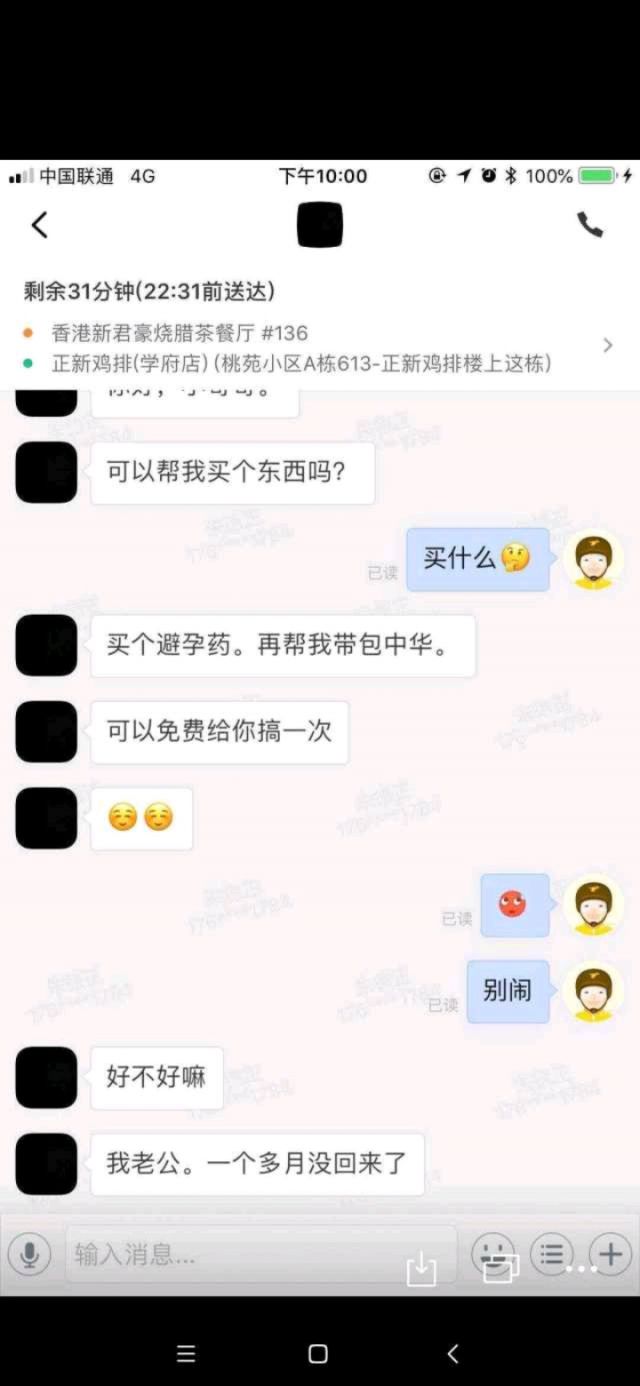 中国联通 4G 下午10:00 100%
剩余31分钟(22:31前送达)
香港新君豪烧腊茶餐厅 #136
正新鸡排(学府店) (桃苑小区A栋613-正新鸡排楼上这栋)
可以帮我买个东西吗?
买什么🤔
已读
买个避孕药。再帮我带包中华。
可以免费给你搞一次
☺️☺️
已读
别闹
已读
好不好嘛
我老公。一个多月没回来了
输入消息...